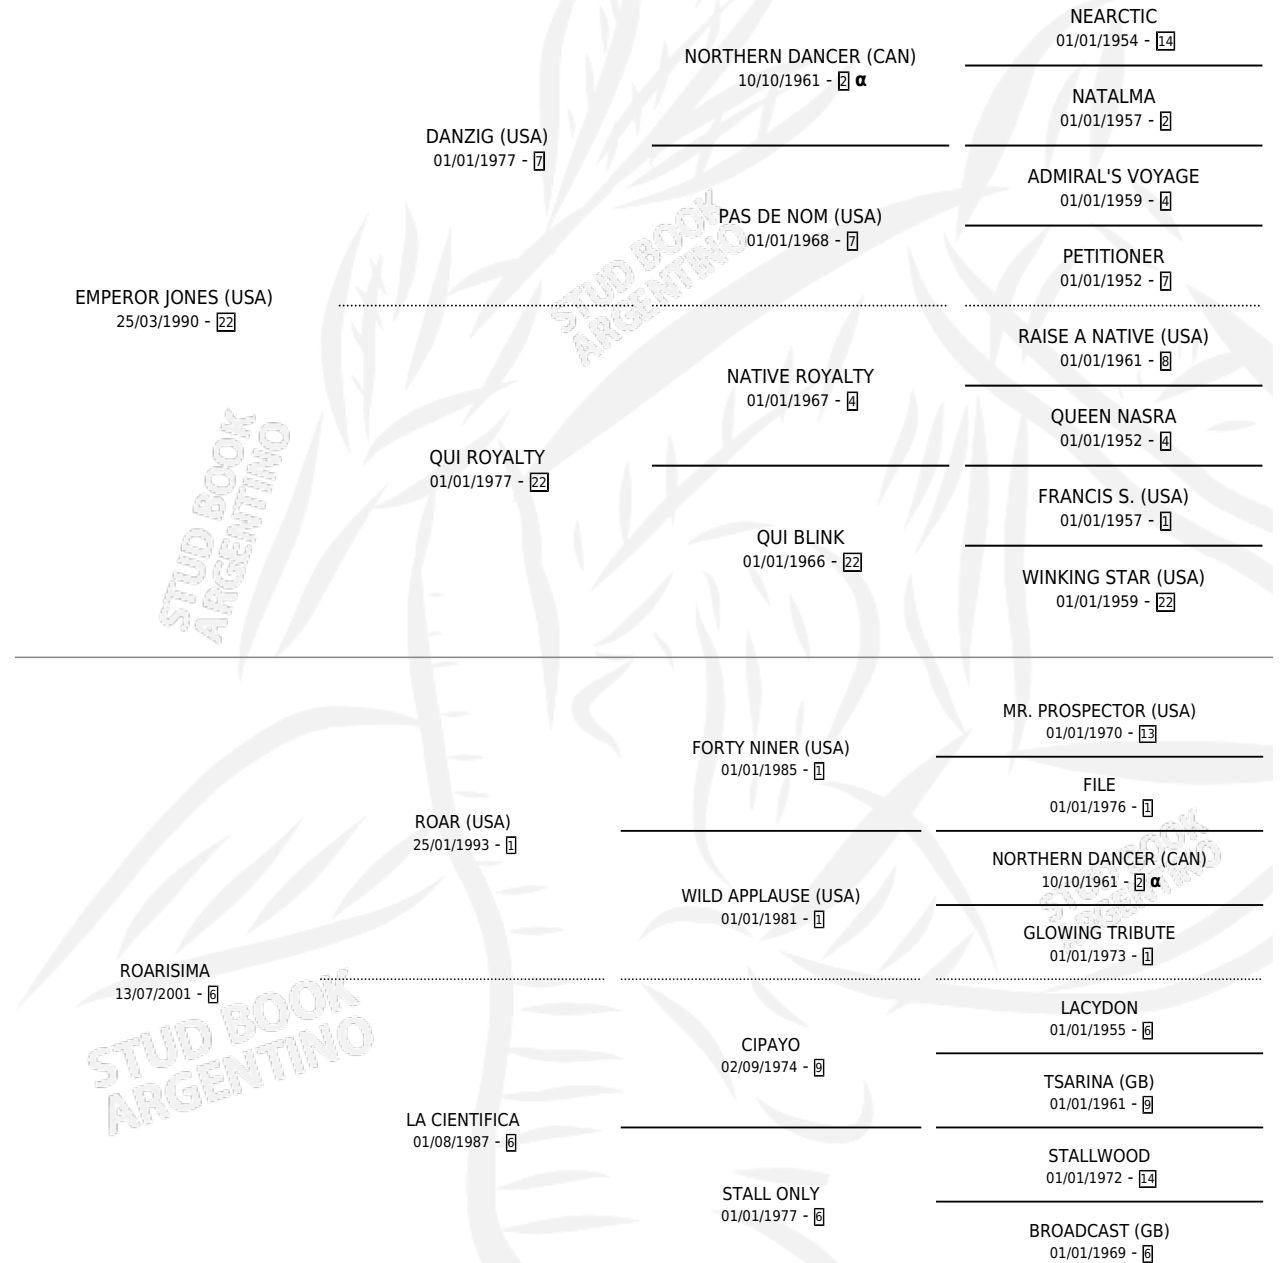 NEARCTIC
01/01/1954 - 14
NORTHERN DANCER (CAN)
10/10/1961 - 2 α
NATALMA
01/01/1957 - 2
DANZIG (USA)
01/01/1977 - 7
ADMIRAL'S VOYAGE
01/01/1959 - 4
PAS DE NOM (USA)
01/01/1968 - 7
PETITIONER
01/01/1952 - 7
EMPEROR JONES (USA)
25/03/1990 - 22
RAISE A NATIVE (USA)
01/01/1961 - 8
NATIVE ROYALTY
01/01/1967 - 4
QUEEN NASRA
01/01/1952 - 4
QUI ROYALTY
01/01/1977 - 22
FRANCIS S. (USA)
01/01/1957 - 1
QUI BLINK
01/01/1966 - 22
WINKING STAR (USA)
01/01/1959 - 22
MR. PROSPECTOR (USA)
01/01/1970 - 13
FORTY NINER (USA)
01/01/1985 - 1
FILE
01/01/1976 - 1
ROAR (USA)
25/01/1993 - 1
NORTHERN DANCER (CAN)
10/10/1961 - 2 α
WILD APPLAUSE (USA)
01/01/1981 - 1
GLOWING TRIBUTE
01/01/1973 - 1
ROARISIMA
13/07/2001 - 6
LACYDON
01/01/1955 - 6
CIPAYO
02/09/1974 - 9
TSARINA (GB)
01/01/1961 - 9
LA CIENTIFICA
01/08/1987 - 6
STALLWOOD
01/01/1972 - 14
STALL ONLY
01/01/1977 - 6
BROADCAST (GB)
01/01/1969 - 6
STUD BOOK
ARGENTINO
STUD BOOK
ARGENTINO
STUD BOOK
ARGENTINO
STUD BOOK
ARGENTINO